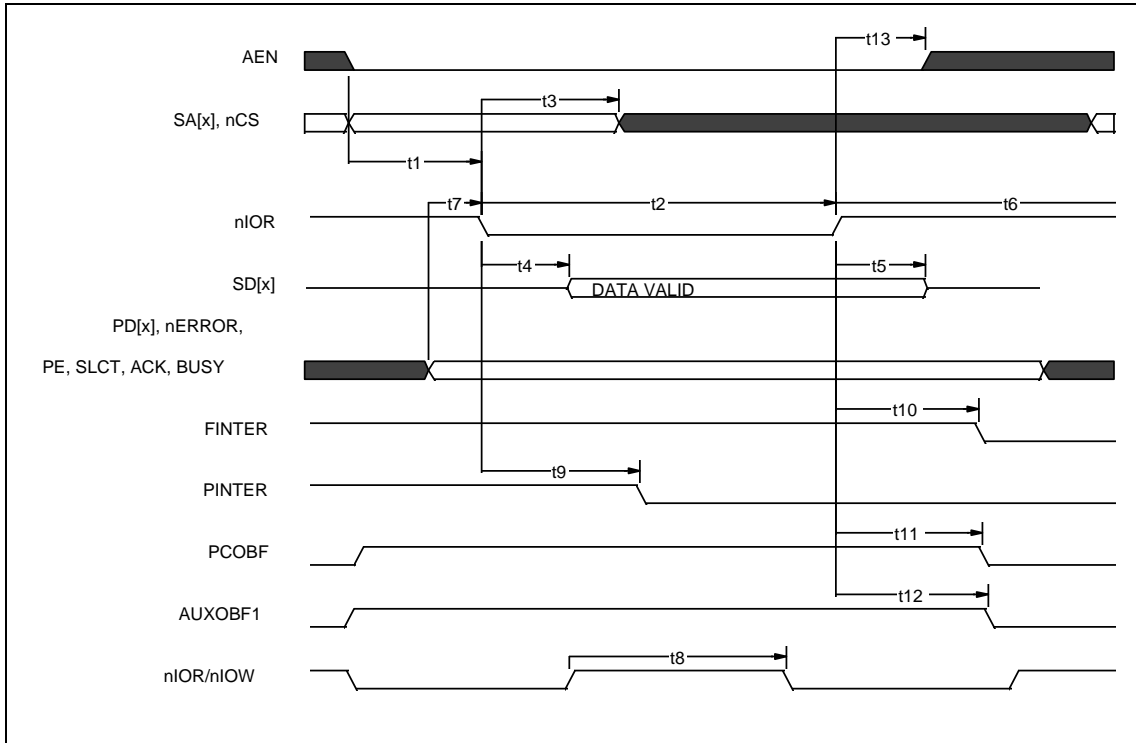 AEN
t13
t3
SA[x], nCS
t1
t7
t2
t6
nIOR
t4
t5
SD[x]
DATA VALID
PD[x], nERROR,
PE, SLCT, ACK, BUSY
t10
FINTER
t9
PINTER
t11
PCOBF
t12
AUXOBF1
t8
nIOR/nIOW